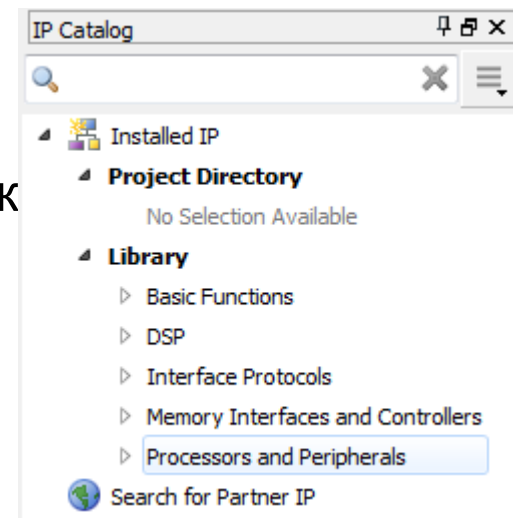 IP Catalog
Installed IP
Project Directory
к
No Selection Available
Library
Basic Functions
DSP
Interface Protocols
Memory Interfaces and Controllers
Processors and Peripherals
Search for Partner IP